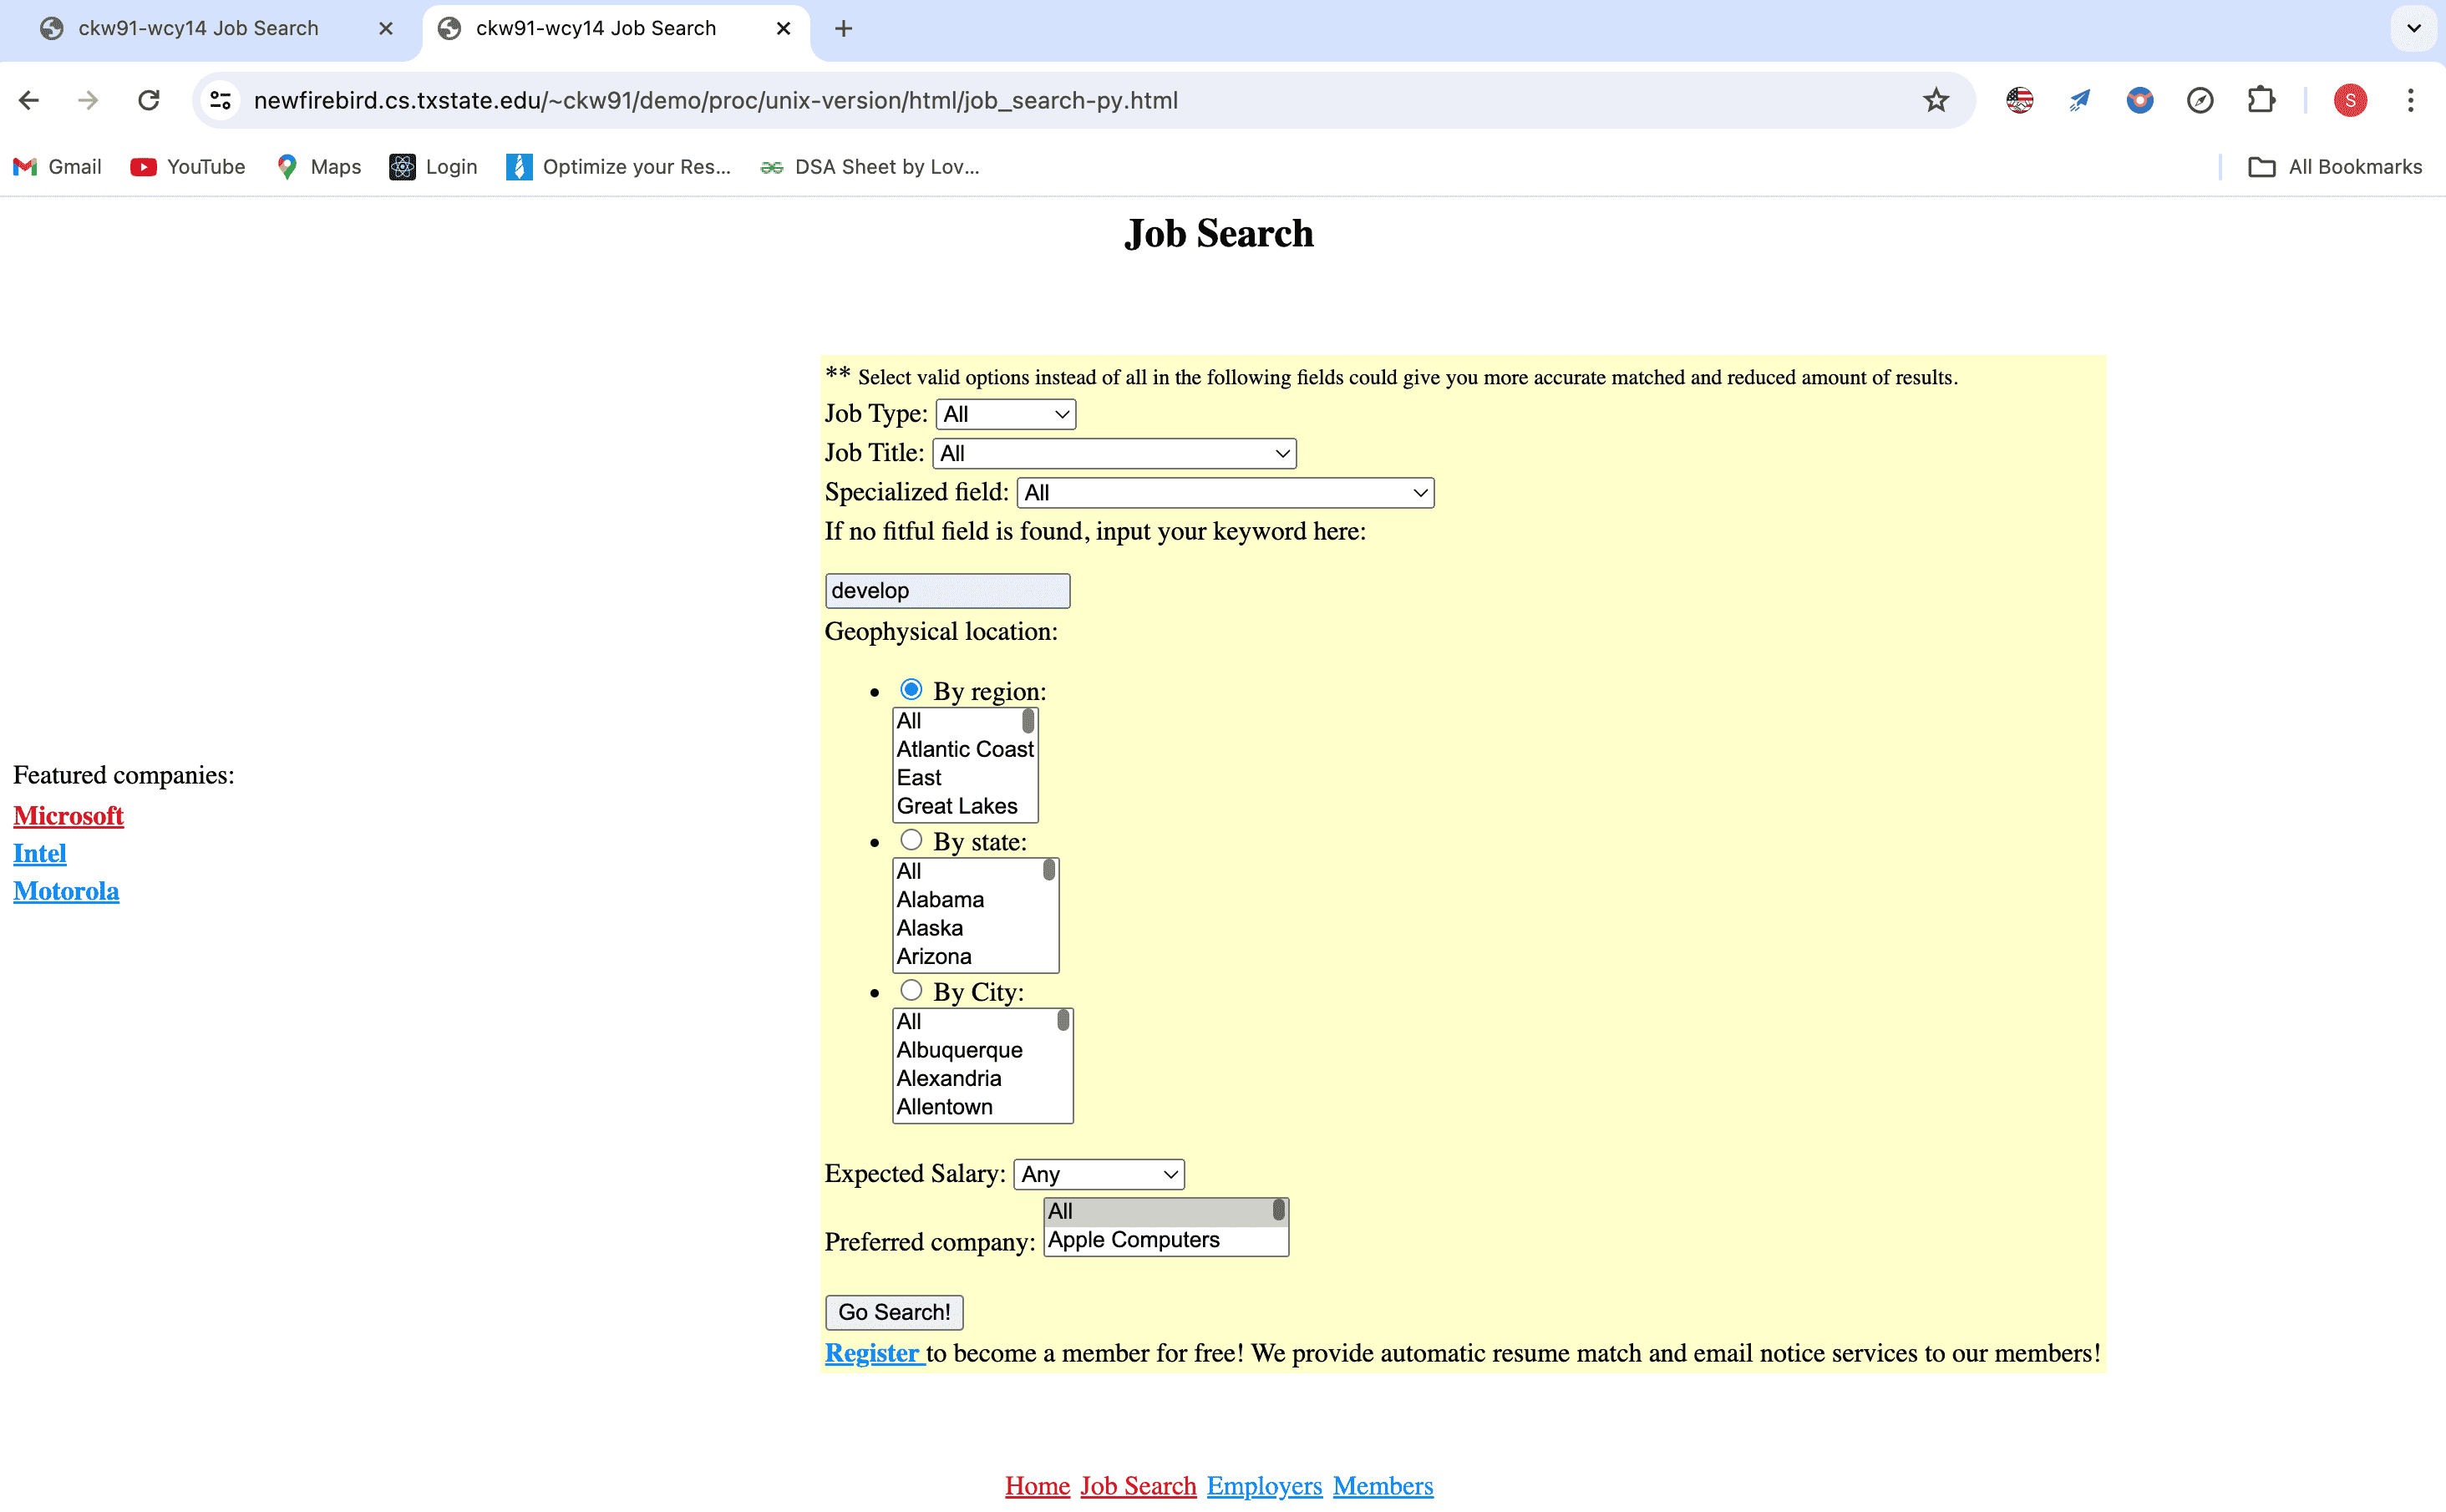 ckw91-wcy14 Job Search
ckw91-wcy14 Job Search
newfirebird.cs.txstate.edu/~ckw91/demo/proc/unix-version/html/job_search-py.html
S
Gmail YouTube Maps Login Optimize your Res... DSA Sheet by Lov... All Bookmarks
Job Search
** Select valid options instead of all in the following fields could give you more accurate matched and reduced amount of results.
Job Type: All
Job Title: All
Specialized field: All
If no fitful field is found, input your keyword here:
develop
Geophysical location:
• By region:
All
Atlantic Coast
East
Great Lakes
• By state:
All
Alabama
Alaska
Arizona
• By City:
All
Albuquerque
Alexandria
Allentown
Expected Salary: Any
Preferred company: All
Apple Computers
Go Search!
Register to become a member for free! We provide automatic resume match and email notice services to our members!
Featured companies:
Microsoft
Intel
Motorola
Home Job Search Employers Members